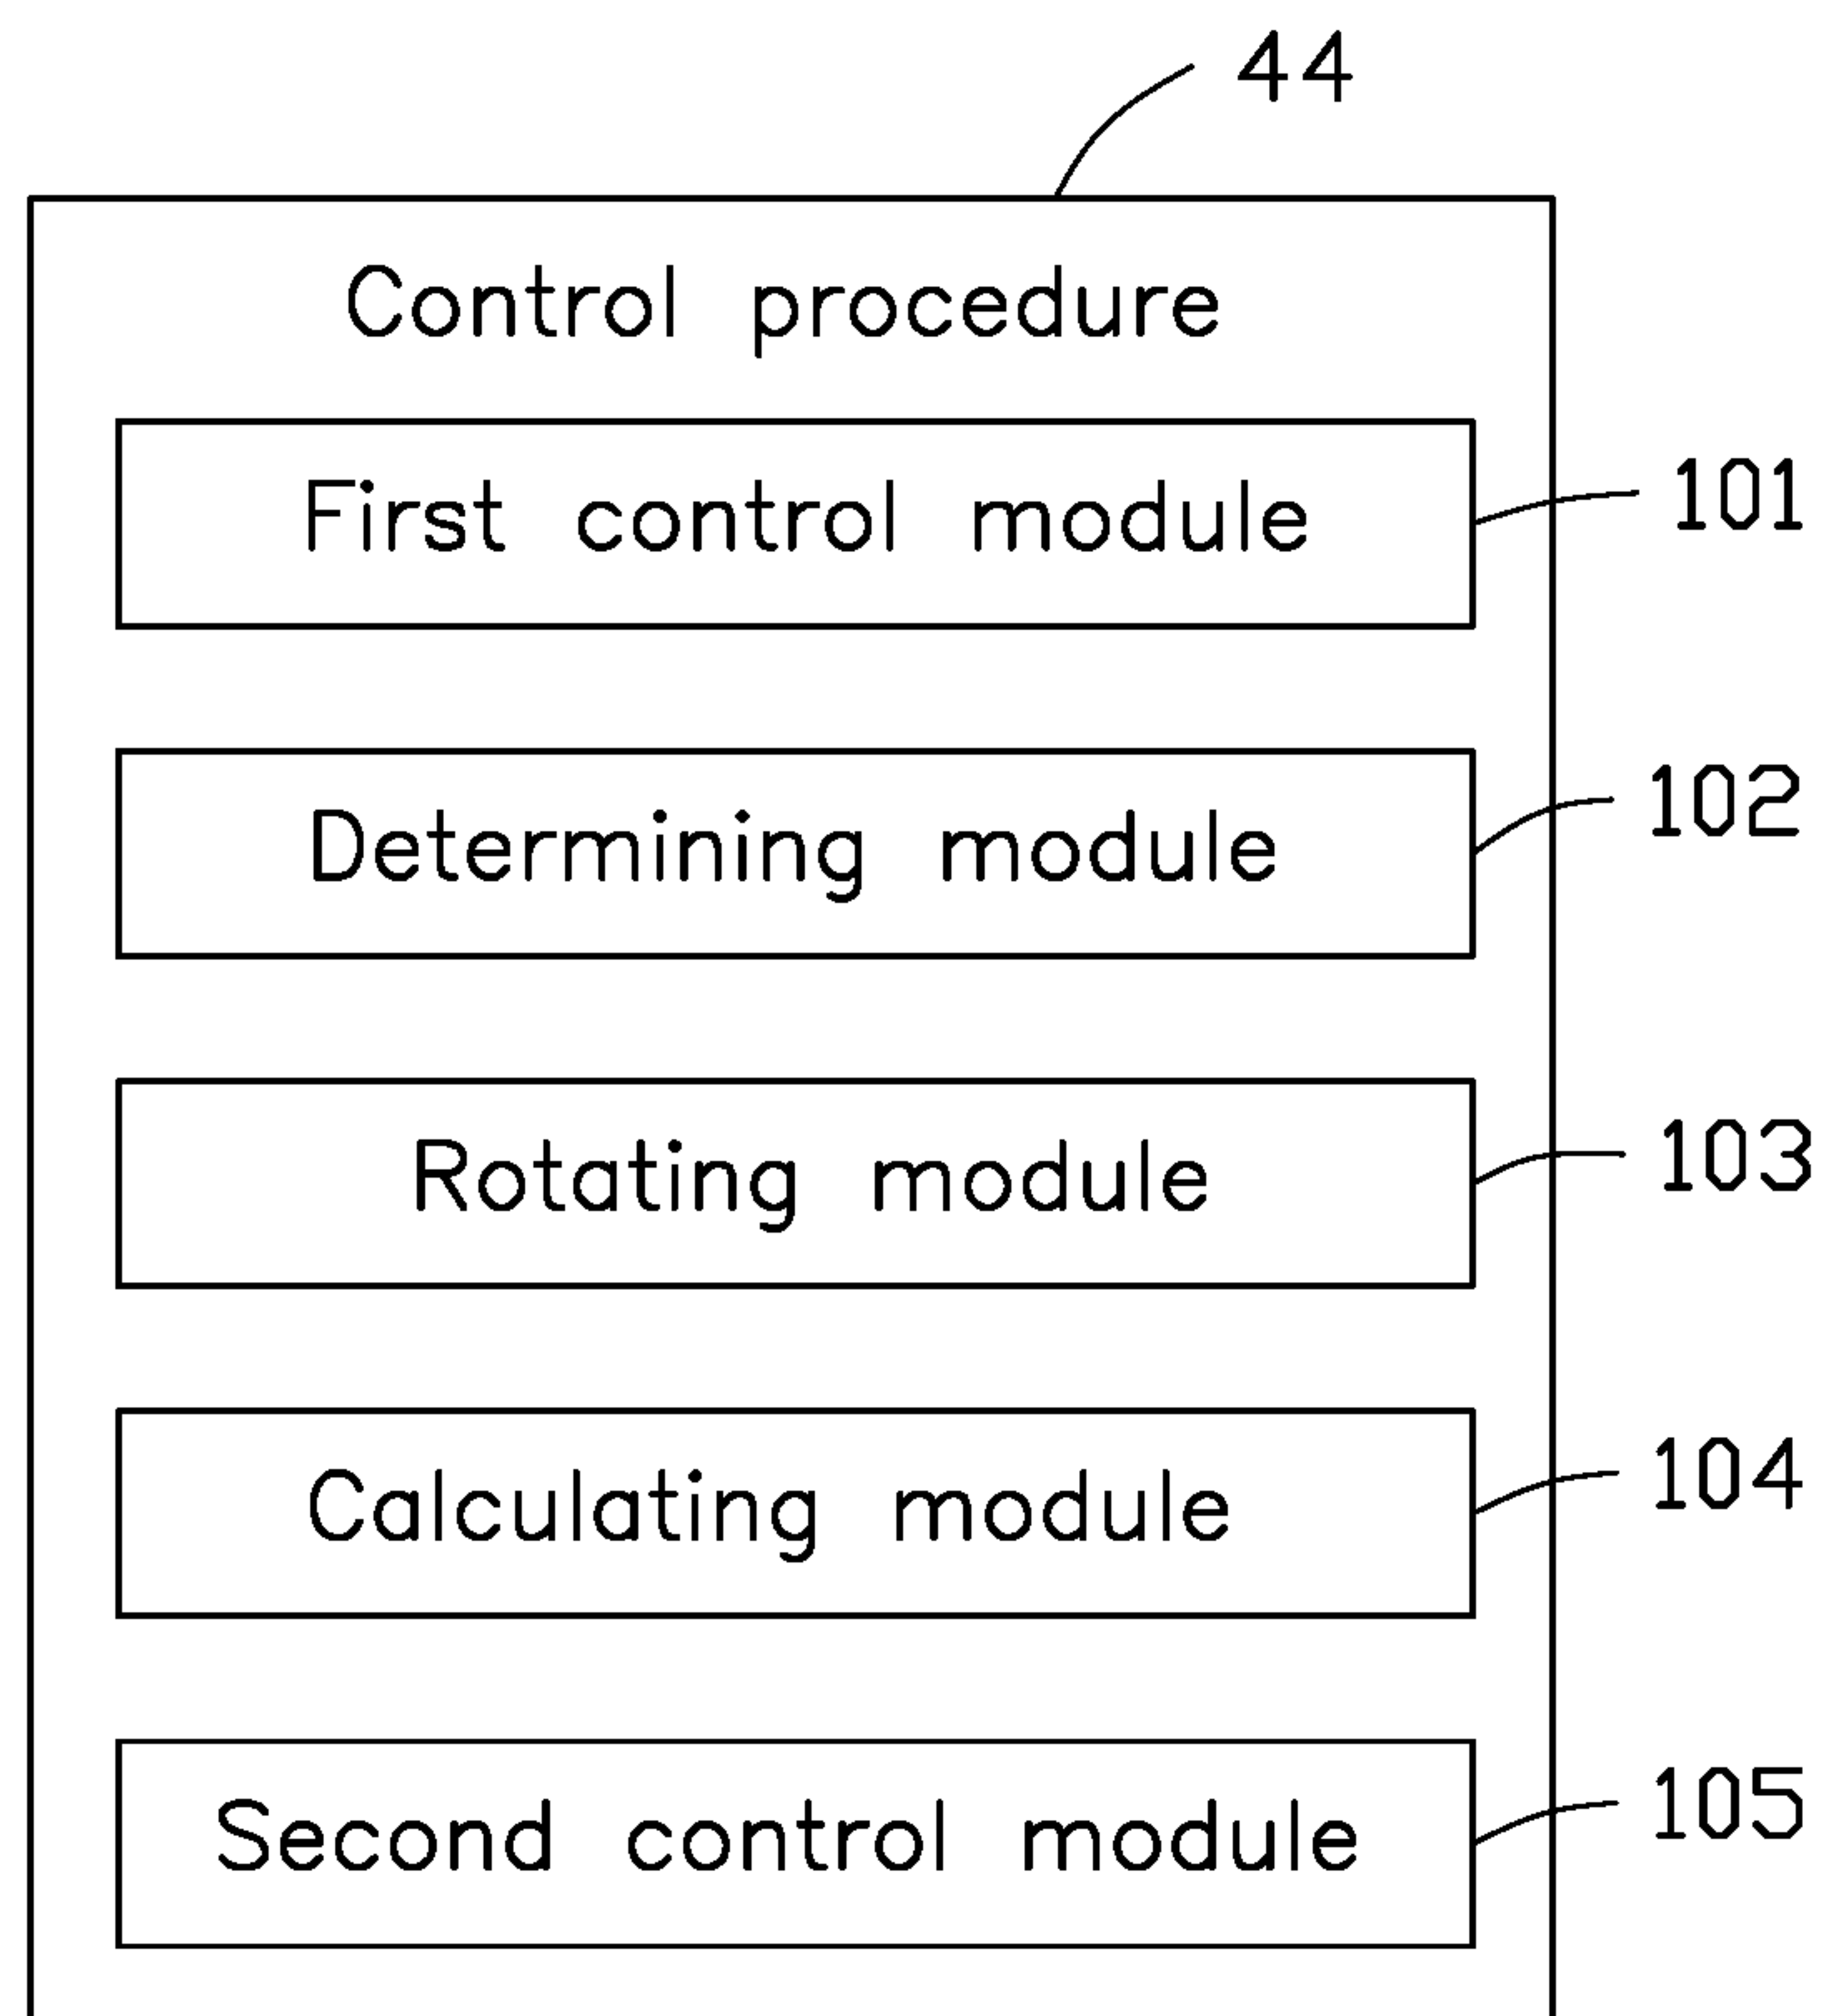 44
Control procedure
First control module 101
Determining module 102
Rotating module 103
Calculating module 104
Second control module 105